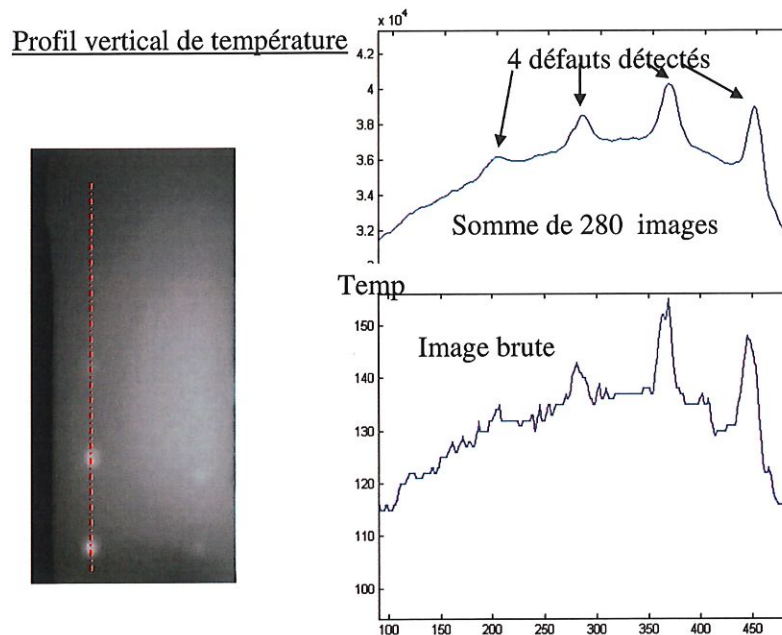 Profil vertical de température
x 10⁴
4.2
4 défauts détectés
4.0
3.8
3.6
3.4
3.2
Somme de 280 images
Temp
150
Image brute
140
130
120
110
100
100 150 200 250 300 350 400 450